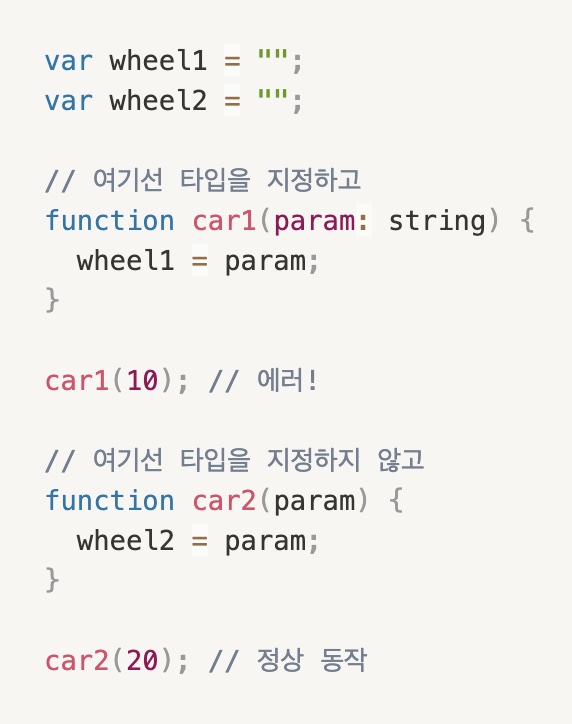 var wheel1 = "";
var wheel2 = "";
// 여기선 타입을 지정하고
function car1(param: string) {
  wheel1 = param;
}
car1(10); // 에러!
// 여기선 타입을 지정하지 않고
function car2(param) {
  wheel2 = param;
}
car2(20); // 정상 동작